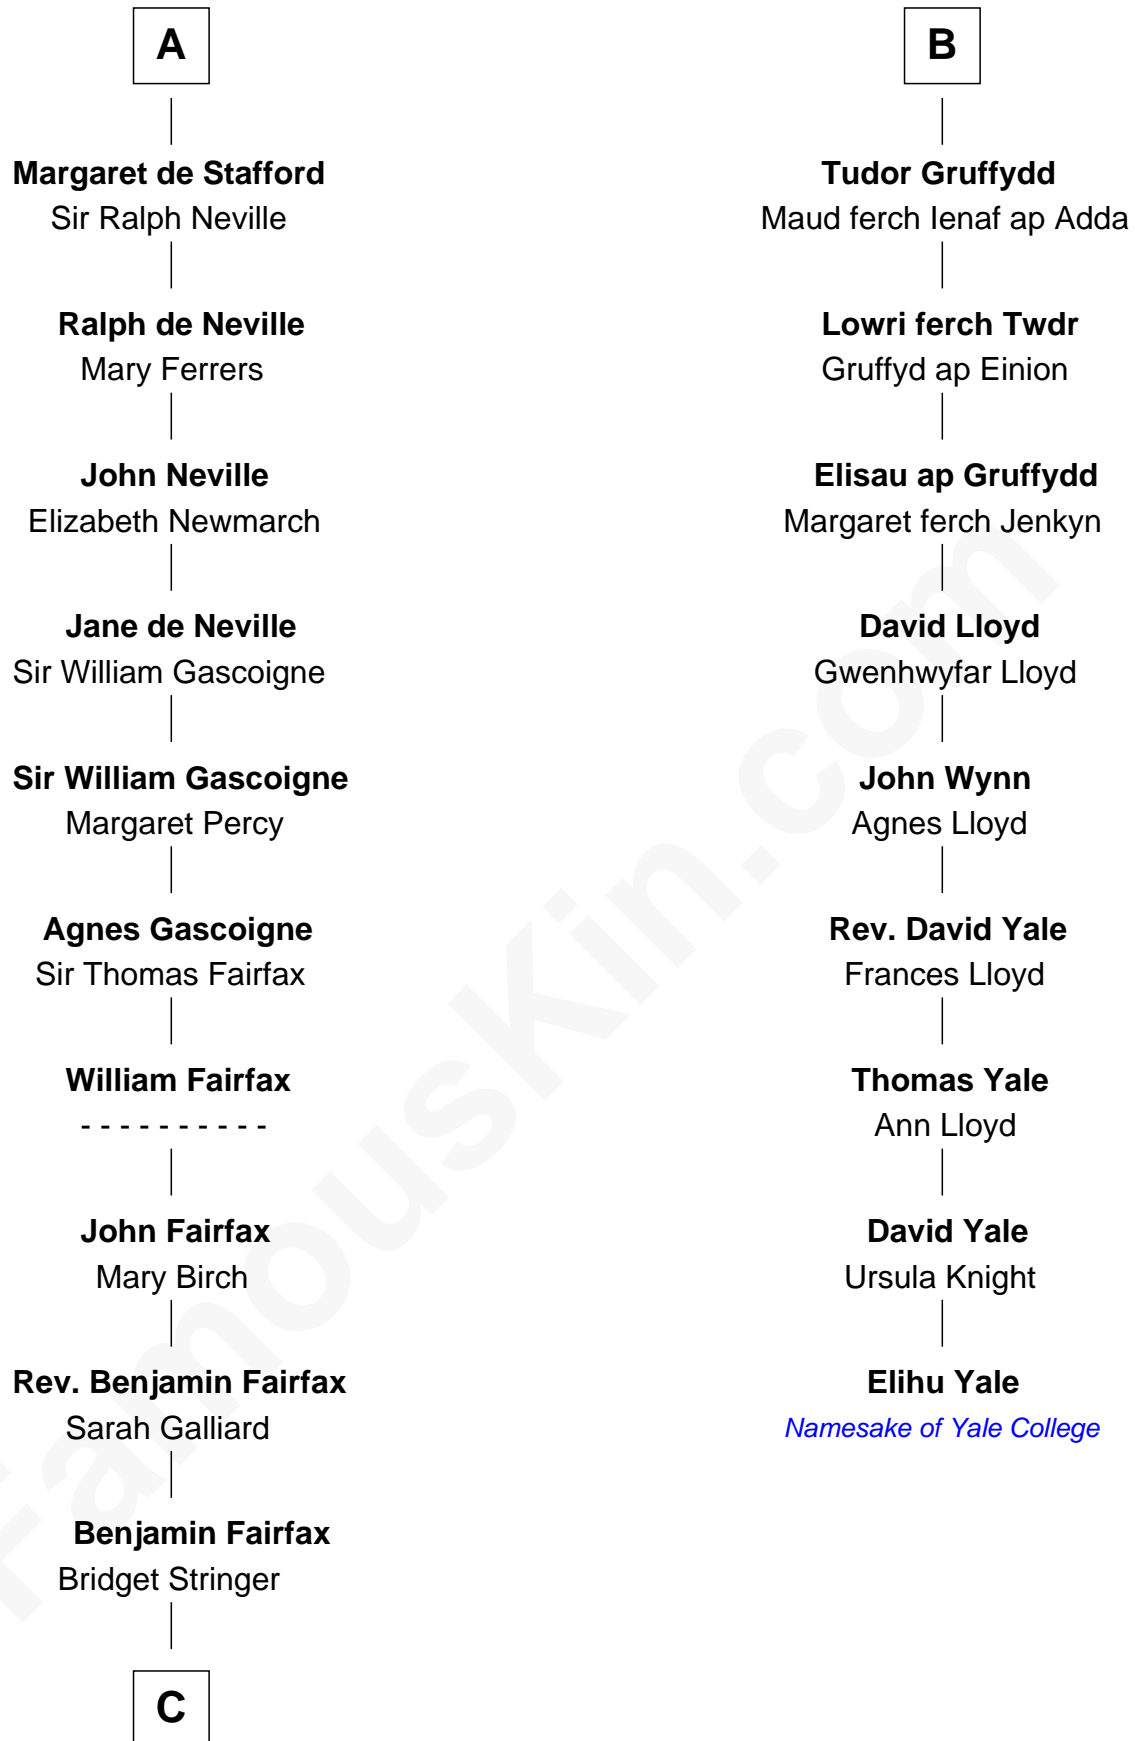 A
Margaret de Stafford
Sir Ralph Neville
Ralph de Neville
Mary Ferrers
John Neville
Elizabeth Newmarch
Jane de Neville
Sir William Gascoigne
Sir William Gascoigne
Margaret Percy
Agnes Gascoigne
Sir Thomas Fairfax
William Fairfax
- - - - - - - - - -
John Fairfax
Mary Birch
Rev. Benjamin Fairfax
Sarah Galliard
Benjamin Fairfax
Bridget Stringer
C
B
Tudor Gruffydd
Maud ferch Ienaf ap Adda
Lowri ferch Twdr
Gruffyd ap Einion
Elisau ap Gruffydd
Margaret ferch Jenkyn
David Lloyd
Gwenhwyfar Lloyd
John Wynn
Agnes Lloyd
Rev. David Yale
Frances Lloyd
Thomas Yale
Ann Lloyd
David Yale
Ursula Knight
Elihu Yale
Namesake of Yale College
FamousKin.com